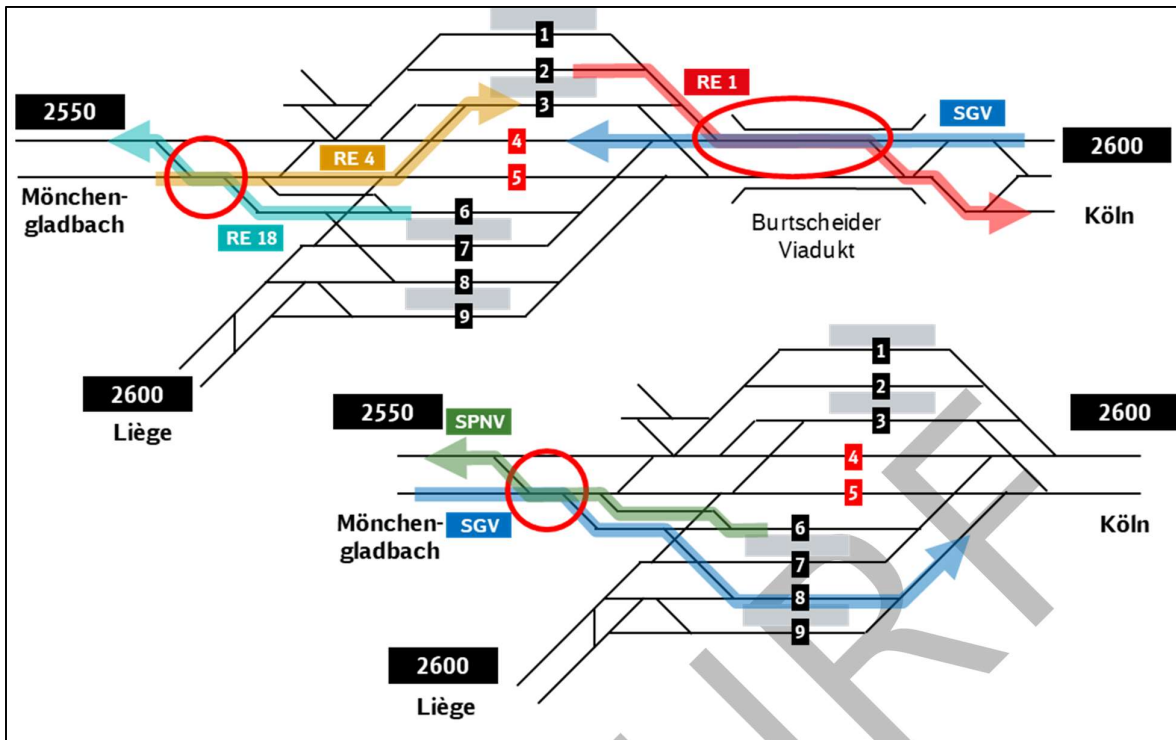 1
2
RE 1
2550
3
SGV
4
RE 4
2600
5
Mönchen-
gladbach
6
RE 18
Burtscheider
Viadukt
Köln
7
8
9
2600
Liège
1
2
2550
SPNV
3
2600
4
5
Mönchen-
gladbach
SGV
6
Köln
7
8
9
2600
Liège